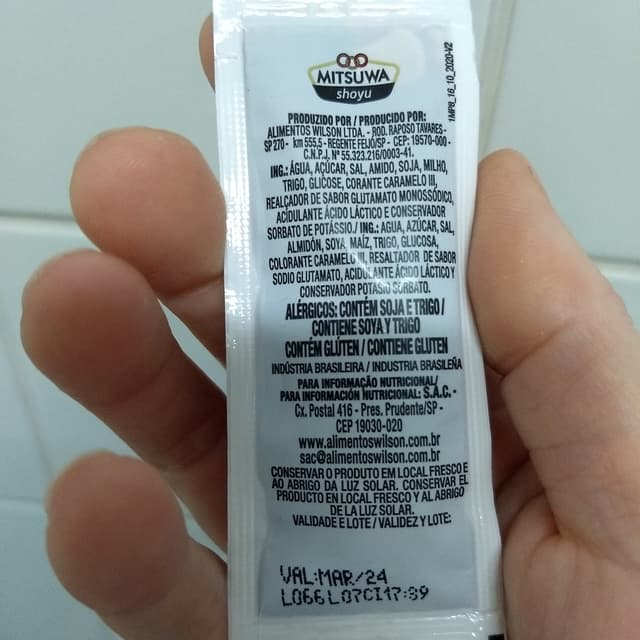 MITSUWA
shoyu
1MP8_16_10_2020-V2
PRODUZIDO POR / PRODUCIDO POR:
ALIMENTOS WILSON LTDA. - ROD. RAPOSO TAVARES -
SP 270 - km 555,5 - REGENTE FEIJÓ/SP - CEP: 19570-000 -
C.N.P.J. Nº 55.323.216/0003-41.
ING.: ÁGUA, AÇÚCAR, SAL, AMIDO, SOJA, MILHO,
TRIGO, GLICOSE, CORANTE CARAMELO III,
REALÇADOR DE SABOR GLUTAMATO MONOSSÓDICO,
ACIDULANTE ÁCIDO LÁCTICO E CONSERVADOR
SORBATO DE POTÁSSIO./ ING.: AGUA, AZÚCAR, SAL,
ALMIDÓN, SOYA, MAÍZ, TRIGO, GLUCOSA,
COLORANTE CARAMELO III, RESALTADOR DE SABOR
SODIO GLUTAMATO, ACIDULANTE ÁCIDO LÁCTICO Y
CONSERVADOR POTASIO SORBATO.
ALÉRGICOS: CONTÉM SOJA E TRIGO /
CONTIENE SOYA Y TRIGO
CONTÉM GLÚTEN / CONTIENE GLUTEN
INDÚSTRIA BRASILEIRA / INDUSTRIA BRASILEÑA
PARA INFORMAÇÃO NUTRICIONAL/
PARA INFORMACIÓN NUTRICIONAL: S.A.C. -
Cx. Postal 416 - Pres. Prudente/SP -
CEP 19030-020
www.alimentoswilson.com.br
sac@alimentoswilson.com.br
CONSERVAR O PRODUTO EM LOCAL FRESCO E
AO ABRIGO DA LUZ SOLAR. CONSERVAR EL
PRODUCTO EN LOCAL FRESCO Y AL ABRIGO
DE LA LUZ SOLAR.
VALIDADE E LOTE / VALIDEZ Y LOTE:
VAL:MAR/24
L066L07CI17:39